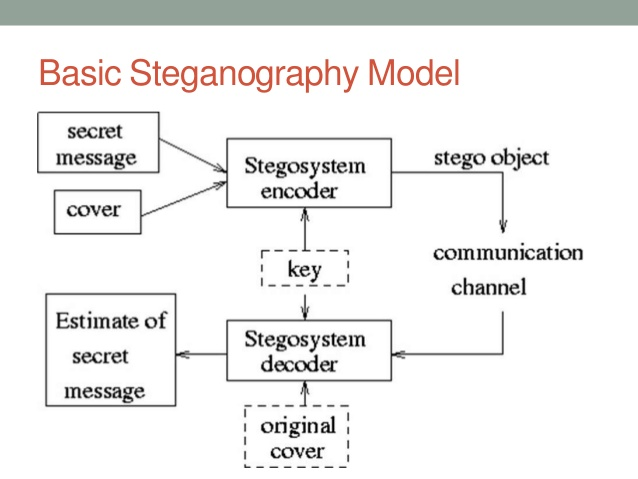 Basic Steganography Model
secret
message
cover
Stegosystem
encoder
stego object
key
communication
channel
Stegosystem
decoder
Estimate of
secret
message
original
cover